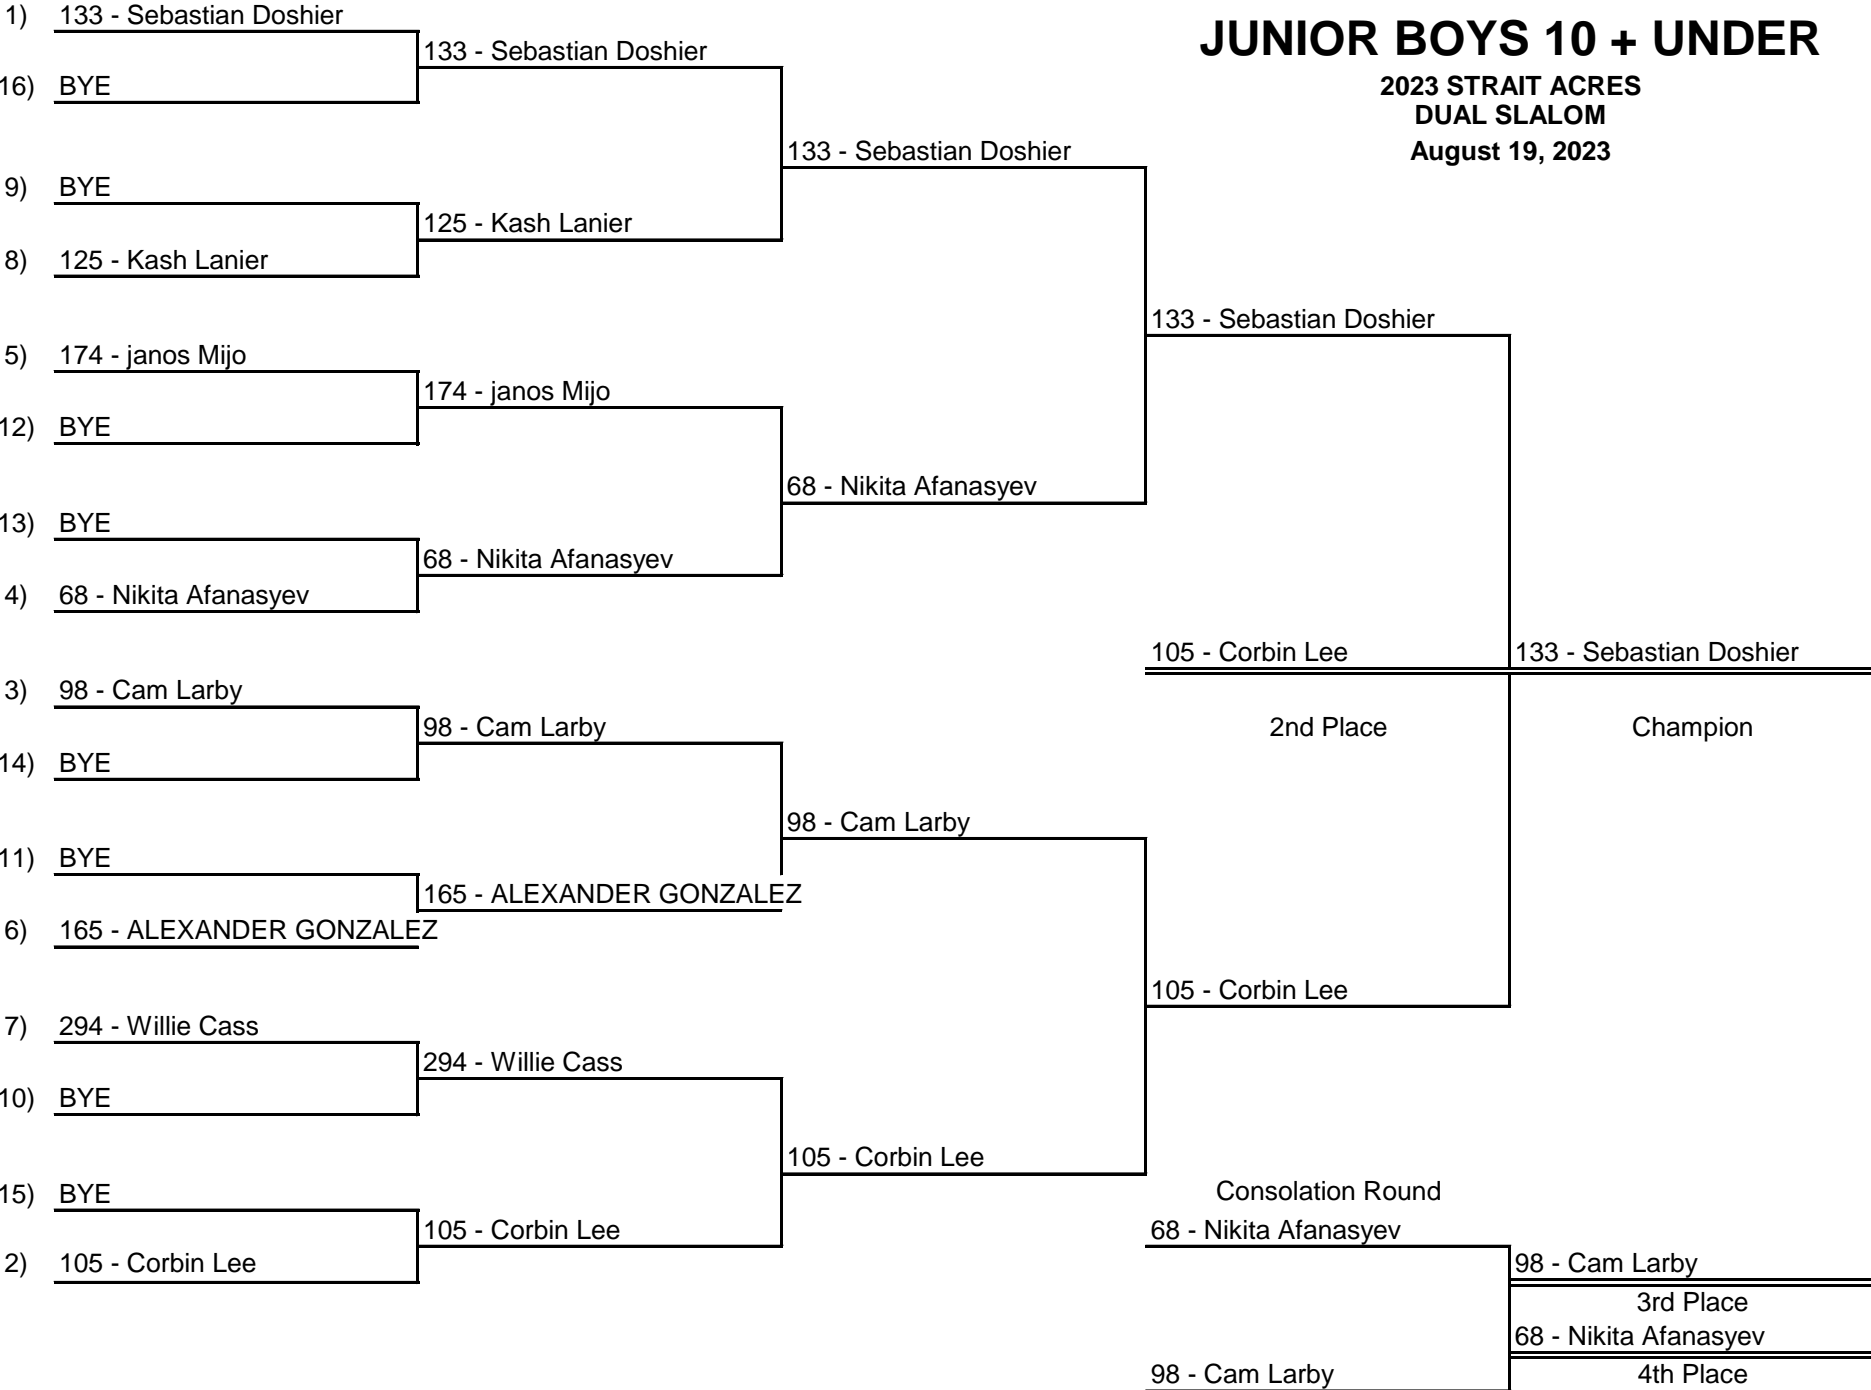 JUNIOR BOYS 10 + UNDER
2023 STRAIT ACRES
DUAL SLALOM
August 19, 2023
1) 133 - Sebastian Doshier
133 - Sebastian Doshier
16) BYE
133 - Sebastian Doshier
9) BYE
125 - Kash Lanier
8) 125 - Kash Lanier
133 - Sebastian Doshier
5) 174 - janos Mijo
174 - janos Mijo
12) BYE
68 - Nikita Afanasyev
13) BYE
68 - Nikita Afanasyev
4) 68 - Nikita Afanasyev
105 - Corbin Lee
133 - Sebastian Doshier
2nd Place
Champion
3) 98 - Cam Larby
98 - Cam Larby
14) BYE
98 - Cam Larby
11) BYE
165 - ALEXANDER GONZALEZ
6) 165 - ALEXANDER GONZALEZ
105 - Corbin Lee
7) 294 - Willie Cass
294 - Willie Cass
10) BYE
105 - Corbin Lee
15) BYE
105 - Corbin Lee
2) 105 - Corbin Lee
Consolation Round
68 - Nikita Afanasyev
98 - Cam Larby
3rd Place
68 - Nikita Afanasyev
4th Place
98 - Cam Larby